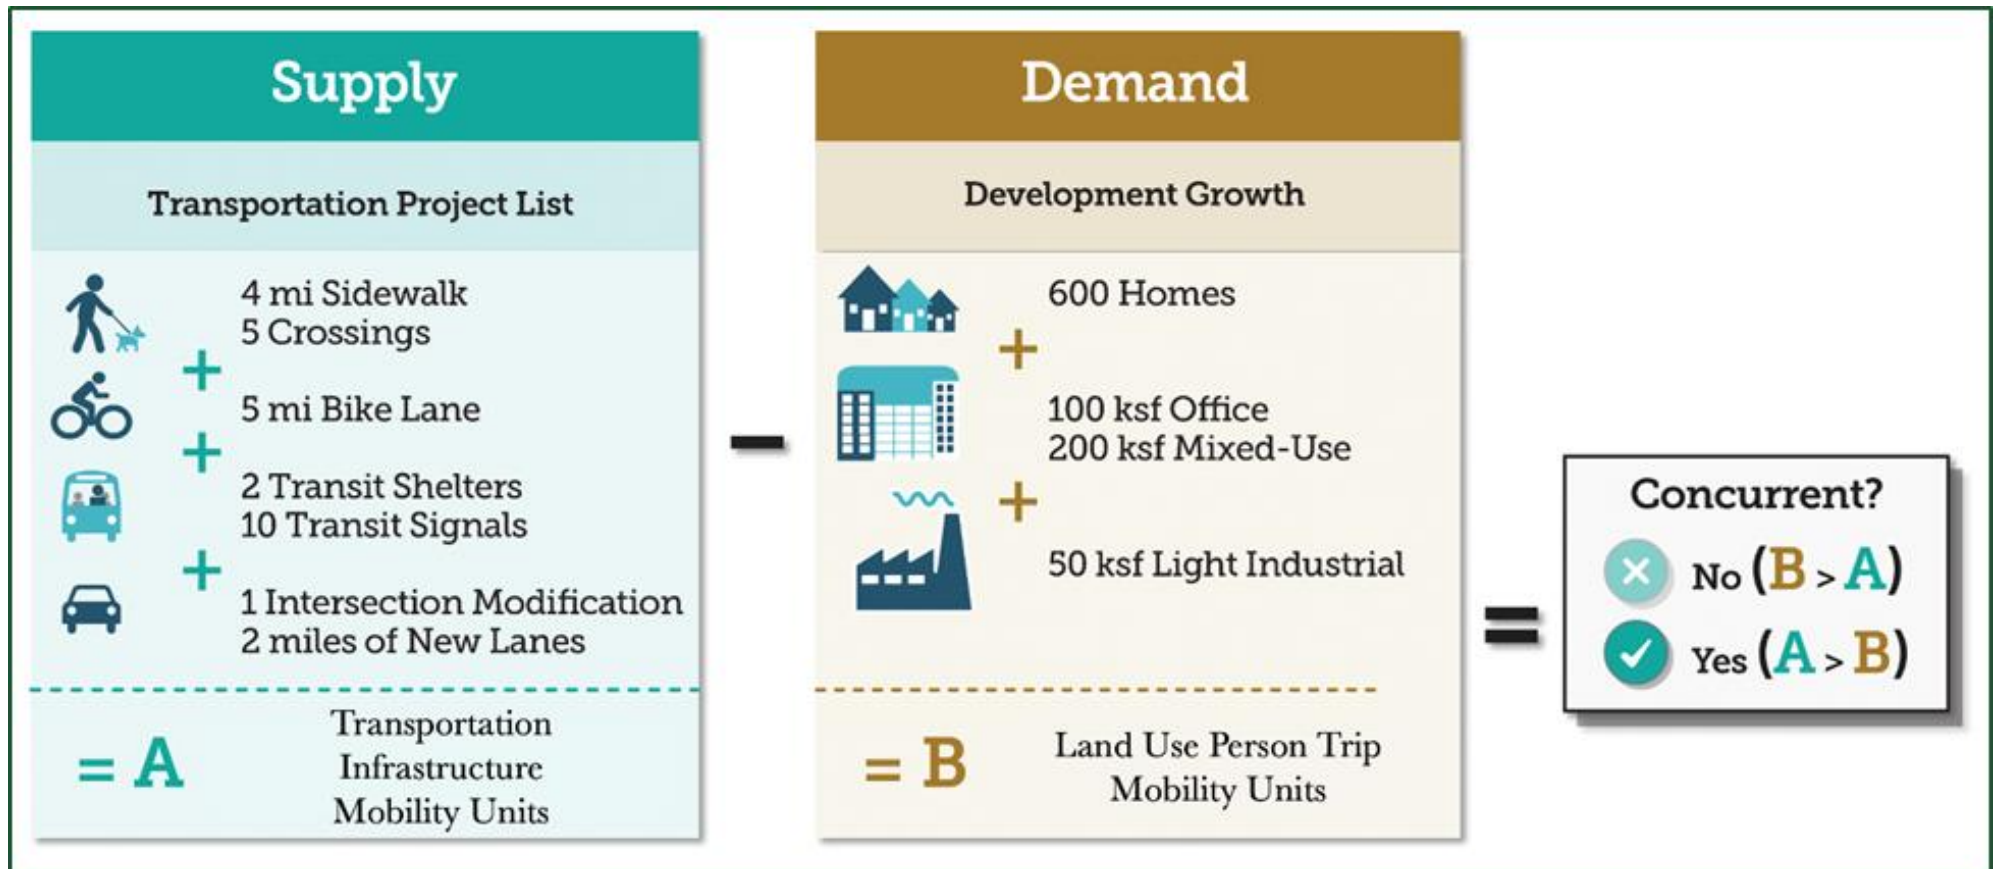 Supply
Transportation Project List
4 mi Sidewalk
5 Crossings
+
5 mi Bike Lane
+
2 Transit Shelters
10 Transit Signals
+
1 Intersection Modification
2 miles of New Lanes
= A
Transportation
Infrastructure
Mobility Units
-
Demand
Development Growth
600 Homes
+
100 ksf Office
200 ksf Mixed-Use
+
50 ksf Light Industrial
= B
Land Use Person Trip
Mobility Units
=
Concurrent?
No (B > A)
Yes (A > B)